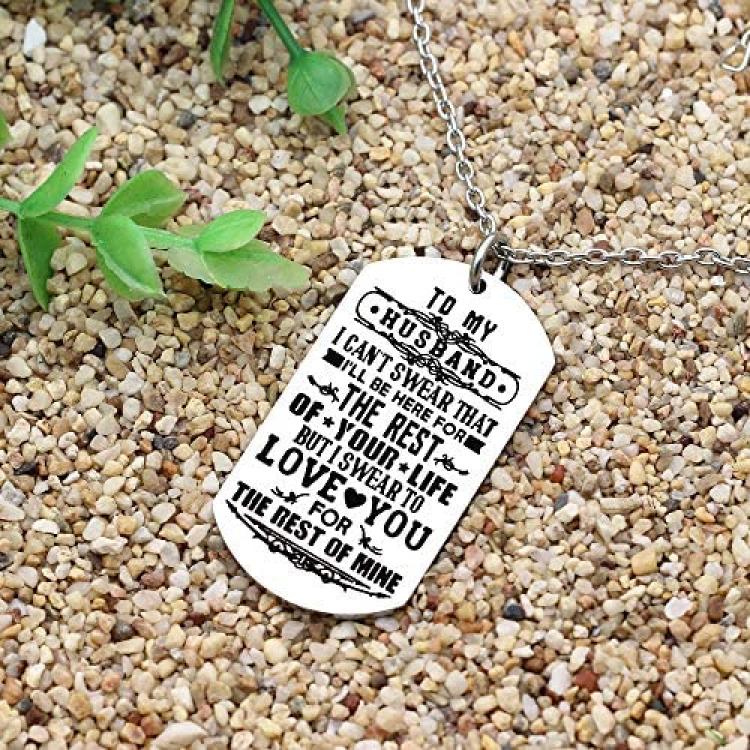 TO MY
HUSBAND
I CAN'T SWEAR THAT
I'LL BE HERE FOR
THE REST
OF ★ YOUR ★ LIFE
BUT I SWEAR TO
LOVE ♥ YOU
FOR
THE REST OF MINE